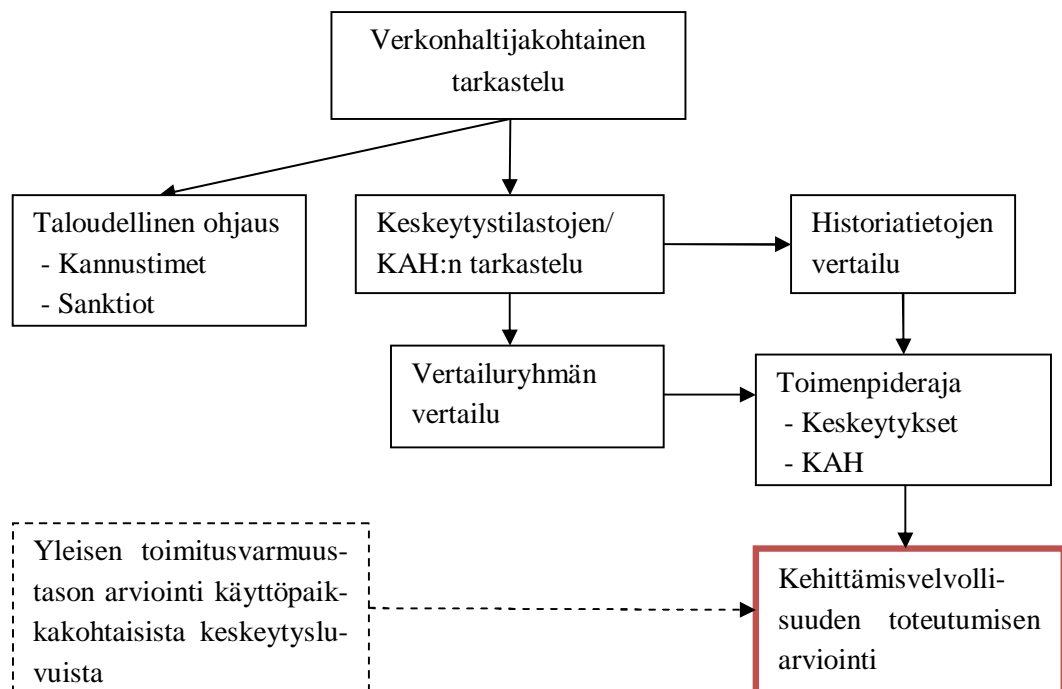 Verkonhaltijakohtainen
tarkastelu
Taloudellinen ohjaus
- Kannustimet
- Sanktiot
Keskeytystilastojen/
KAH:n tarkastelu
Historiatietojen
vertailu
Vertailuryhmän
vertailu
Toimenpideraja
- Keskeytykset
- KAH
Yleisen toimitusvarmuus-
tason arviointi käyttöpaik-
kakohtaisista keskeytyslu-
vuista
Kehittämisvelvolli-
suuden toteutumisen
arviointi